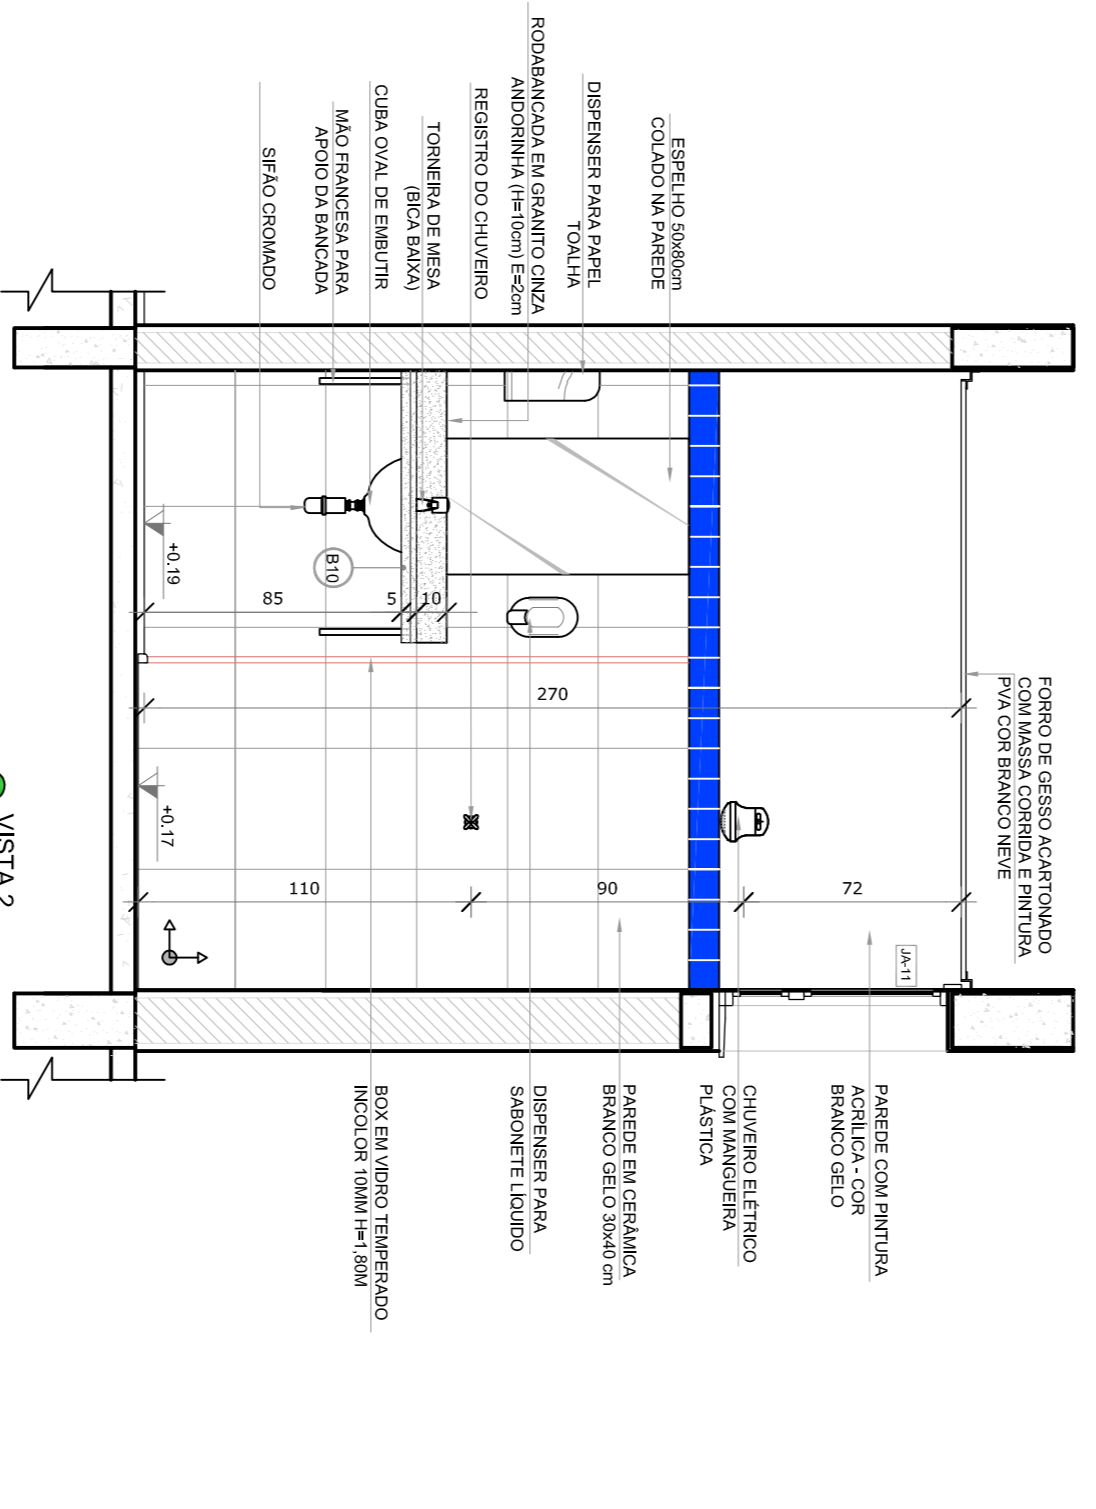 ESPELHO 50x80cm
COLADO NA PAREDE
DISPENSER PARA PAPEL
TOALHA
RODABANCADA EM GRANITO CINZA
ANDORINHA (H=10cm) E=2cm
REGISTRO DO CHUVEIRO
TORNEIRA DE MESA
(BICA BAIXA)
CUBA OVAL DE EMBUTIR
MÃO FRANCESA PARA
APOIO DA BANCADA
SIFÃO CROMADO
B10
+0.19
85
5
10
270
+0.17
110
90
72
JA-11
FORRO DE GESSO ACARTONADO
COM MASSA CORRIDA E PINTURA
PVA COR BRANCO NEVE
PAREDE COM PINTURA
ACRÍLICA - COR
BRANCO GELO
CHUVEIRO ELÉTRICO
COM MANGUEIRA
PLÁSTICA
PAREDE EM CERÂMICA
BRANCO GELO 30x40 cm
DISPENSER PARA
SABONETE LÍQUIDO
BOX EM VIDRO TEMPERADO
INCOLOR 10MM H=1,80M
VISTA 2